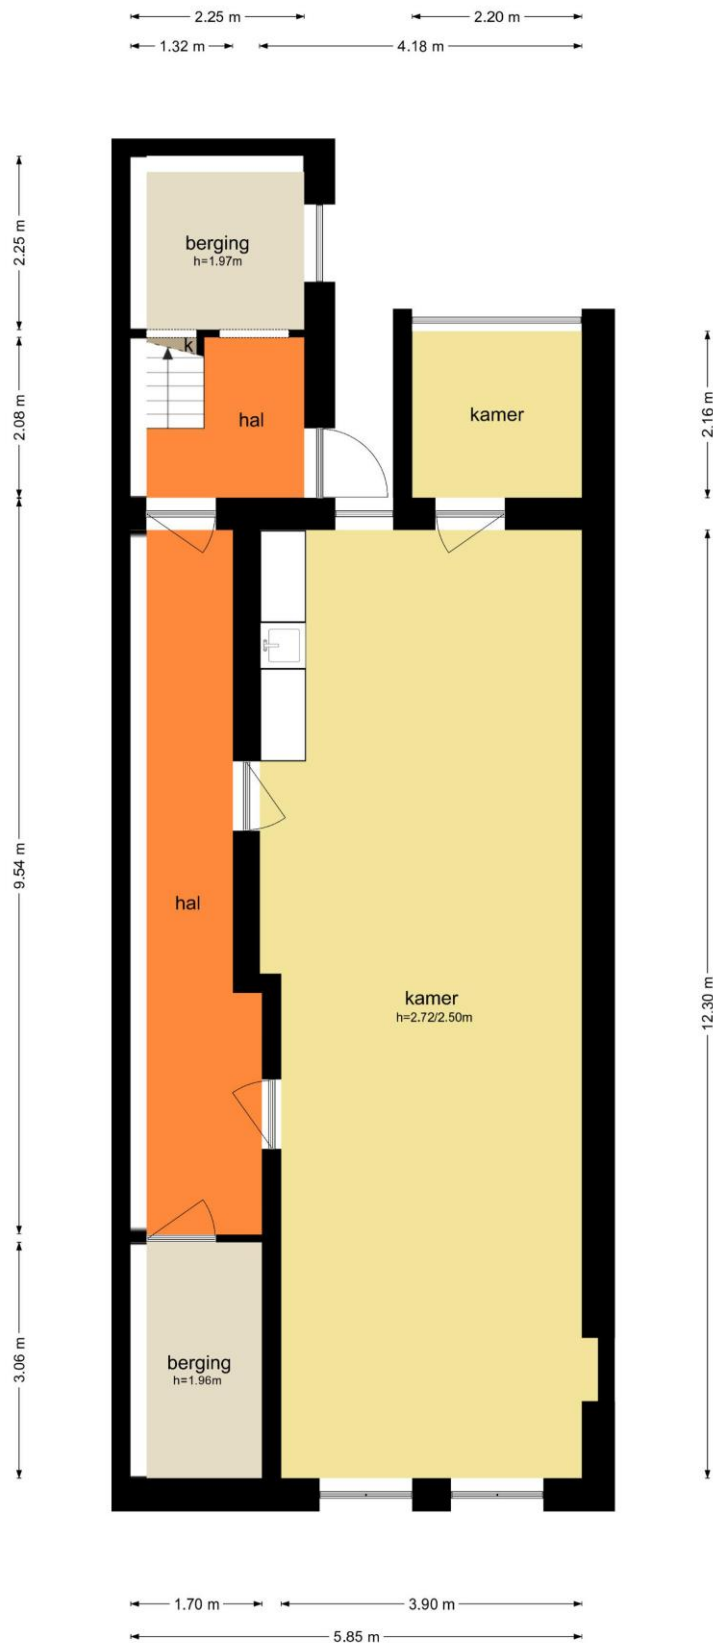 2.25 m
2.20 m
1.32 m
4.18 m
2.25 m
berging
h=1.97m
k
2.08 m
hal
kamer
2.16 m
9.54 m
hal
kamer
h=2.72/2.50m
12.30 m
3.06 m
berging
h=1.96m
1.70 m
3.90 m
5.85 m